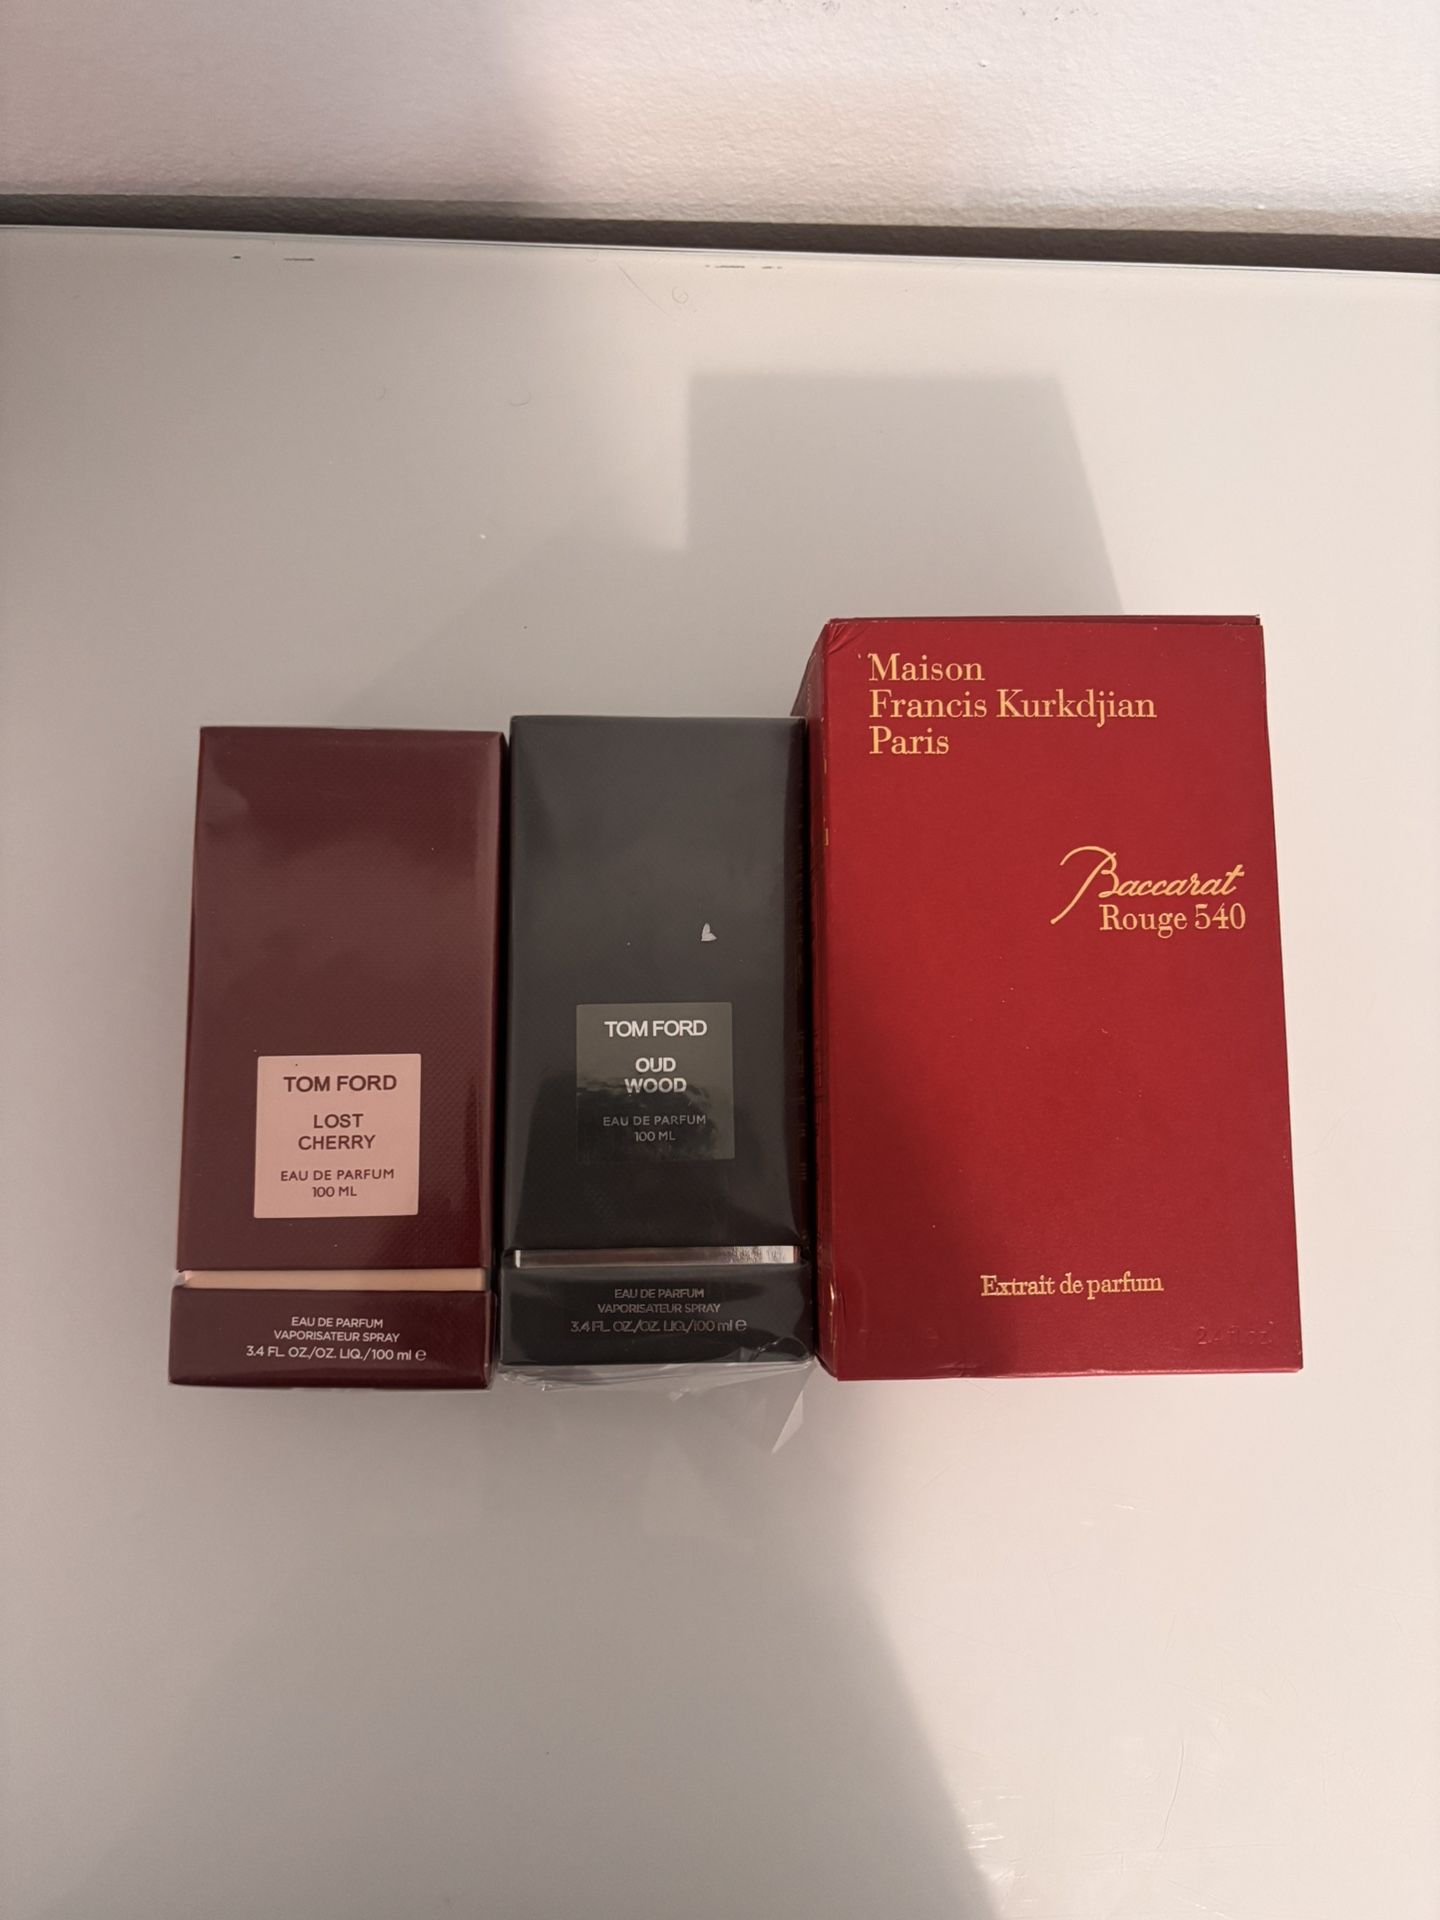 TOM FORD
LOST
CHERRY
EAU DE PARFUM
100 ML
EAU DE PARFUM
VAPORISATEUR SPRAY
3.4 FL. OZ./OZ. LIQ./100 ml ℮
TOM FORD
OUD
WOOD
EAU DE PARFUM
100 ML
EAU DE PARFUM
VAPORISATEUR SPRAY
3.4 FL. OZ./OZ. LIQ./100 ml ℮
Maison
Francis Kurkdjian
Paris
Baccarat
Rouge 540
Extrait de parfum